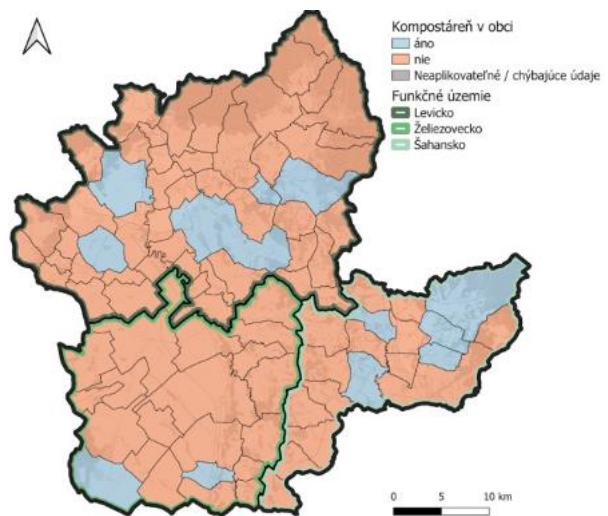 Kompostáreň v obci
áno
nie
Neaplikovateľné / chýbajúce údaje
Funkčné územie
Levicko
Želiezovecko
Šahansko
0 5 10 km